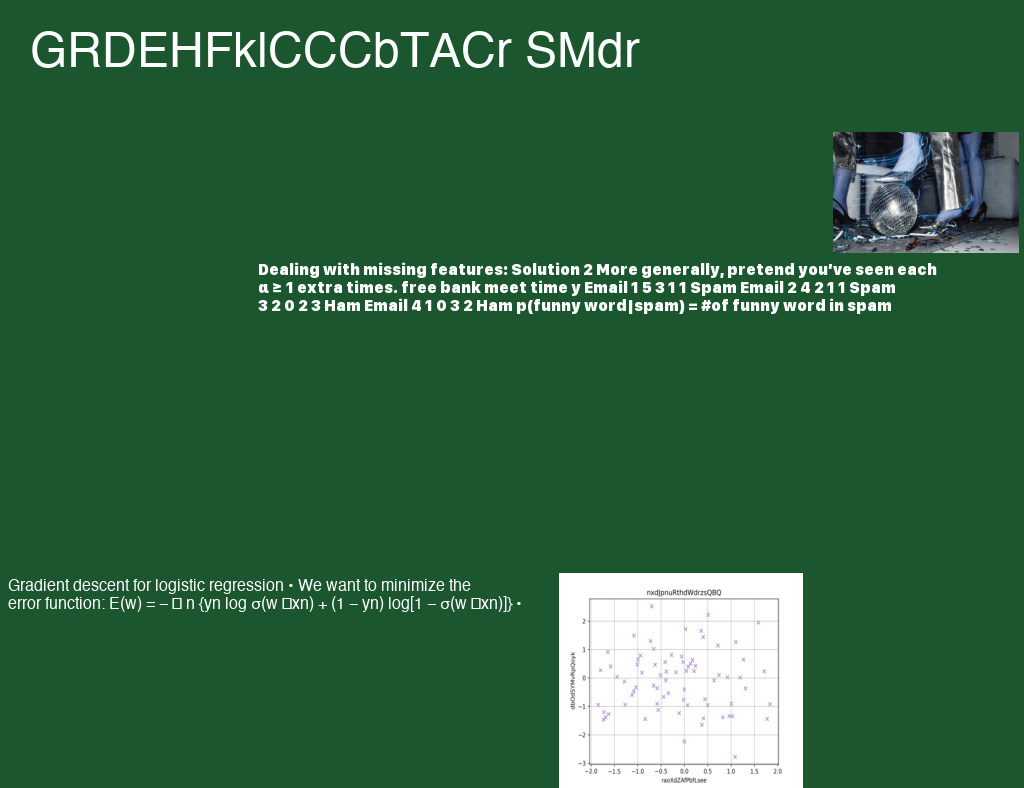 GRDEHFklCCCbTACr SMdr
Dealing with missing features: Solution 2 More generally, pretend you've seen each
α ≥ 1 extra times. free bank meet time y Email 1 5 3 1 1 Spam Email 2 4 2 1 1 Spam
3 2 0 2 3 Ham Email 4 1 0 3 2 Ham p(funny word|spam) = #of funny word in spam
Gradient descent for logistic regression • We want to minimize the
error function: E(w) = – □ n {yn log σ(w □xn) + (1 – yn) log[1 – σ(w □xn)]} •
nxdJpnuRthdWdrzsQBQ
2
1
0
−1
−2
−3
−2.0 −1.5 −1.0 −0.5 0.0 0.5 1.0 1.5 2.0
raoXdZAfPbfLsee